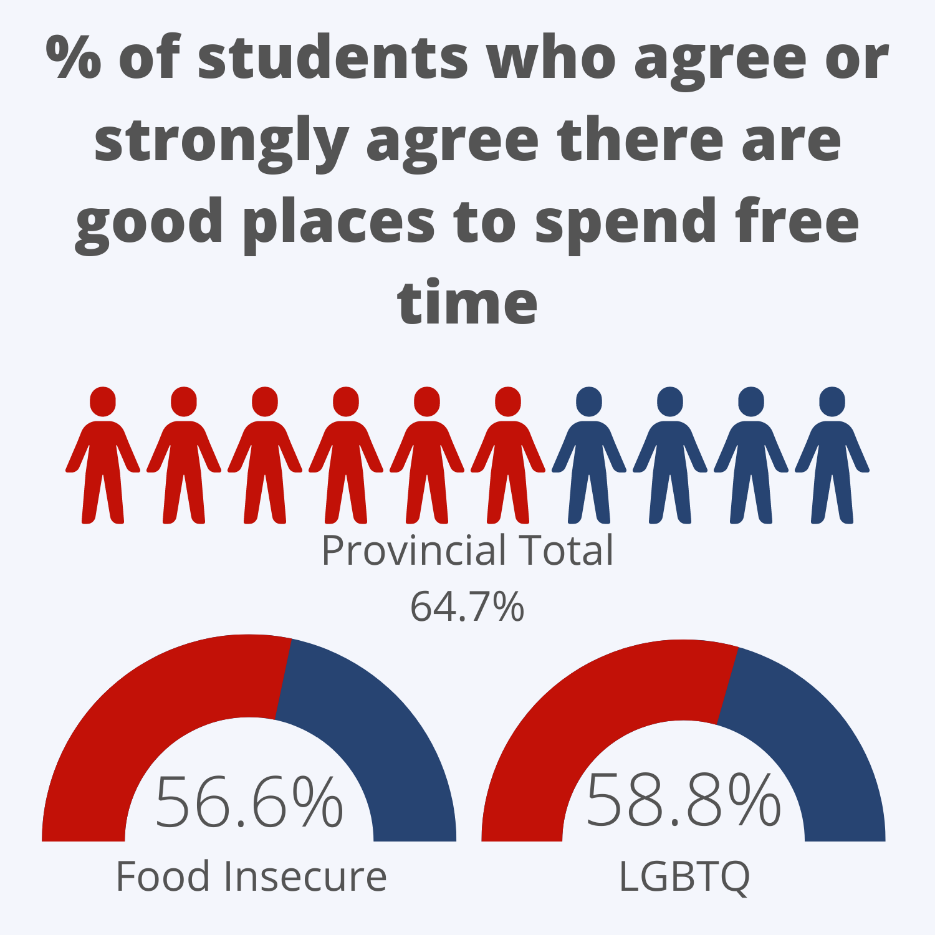 % of students who agree or
strongly agree there are
good places to spend free
time
Provincial Total
64.7%
56.6%
Food Insecure
58.8%
LGBTQ